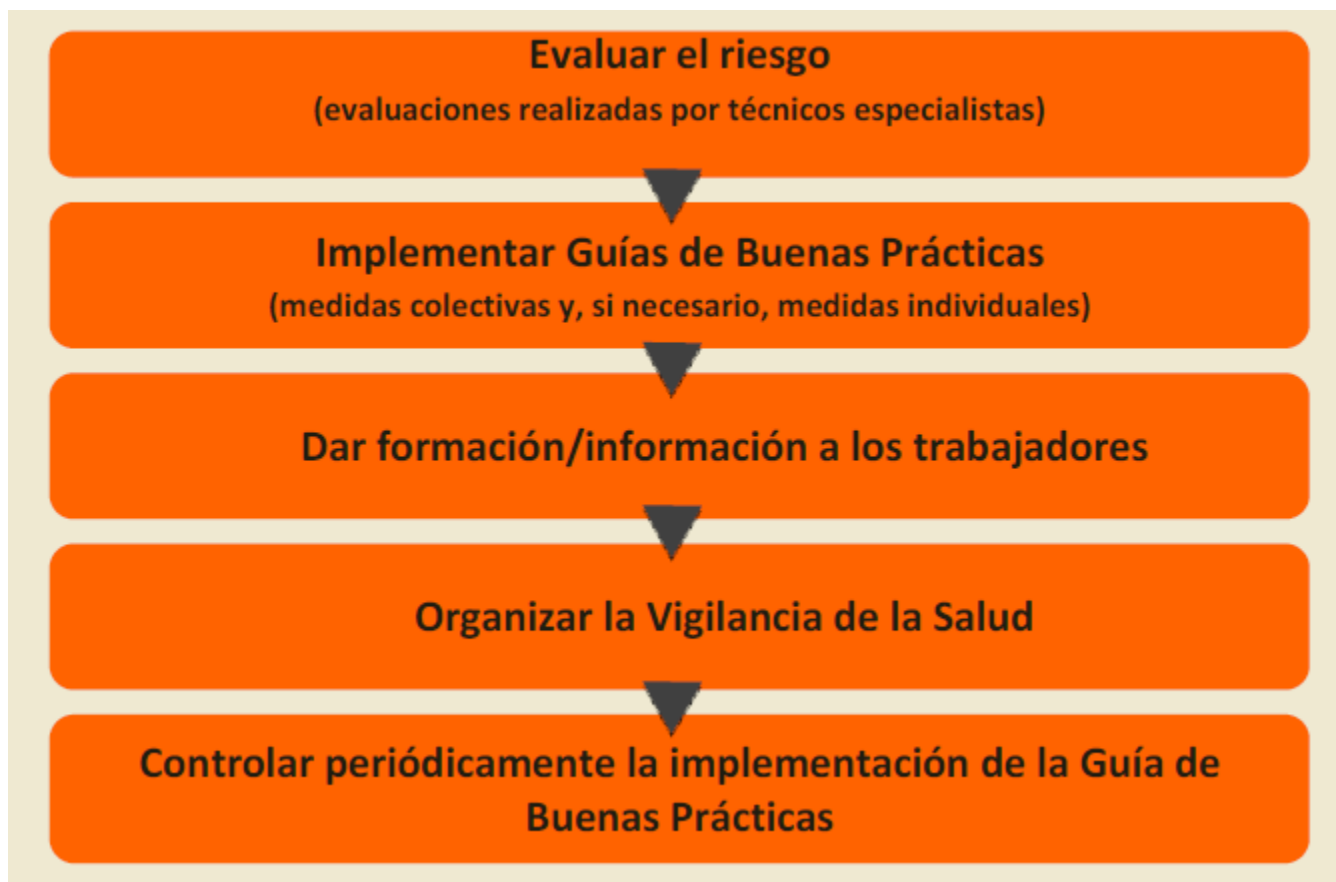 Evaluar el riesgo
(evaluaciones realizadas por técnicos especialistas)
Implementar Guías de Buenas Prácticas
(medidas colectivas y, si necesario, medidas individuales)
Dar formación/información a los trabajadores
Organizar la Vigilancia de la Salud
Controlar periódicamente la implementación de la Guía de
Buenas Prácticas